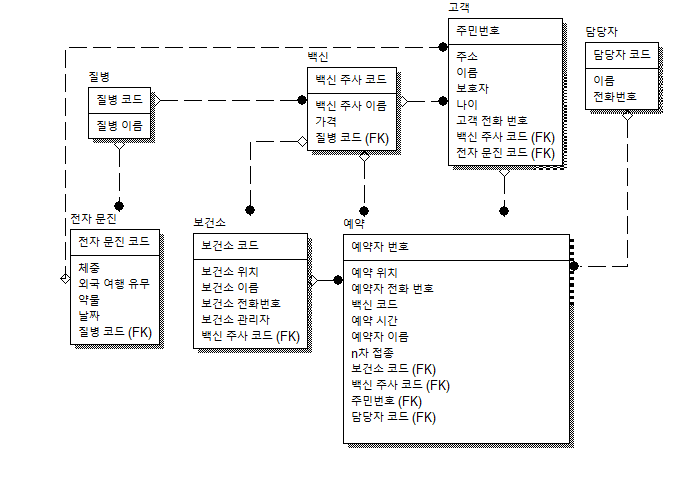 고객
주민번호
주소
이름
보호자
나이
고객 전화 번호
백신 주사 코드 (FK)
전자 문진 코드 (FK)
담당자
담당자 코드
이름
전화번호
백신
백신 주사 코드
백신 주사 이름
가격
질병 코드 (FK)
질병
질병 코드
질병 이름
전자 문진
전자 문진 코드
체중
외국 여행 유무
약물
날짜
질병 코드 (FK)
보건소
보건소 코드
보건소 위치
보건소 이름
보건소 전화번호
보건소 관리자
백신 주사 코드 (FK)
예약
예약자 번호
예약 위치
예약자 전화 번호
백신 코드
예약 시간
예약자 이름
n차 접종
보건소 코드 (FK)
백신 주사 코드 (FK)
주민번호 (FK)
담당자 코드 (FK)